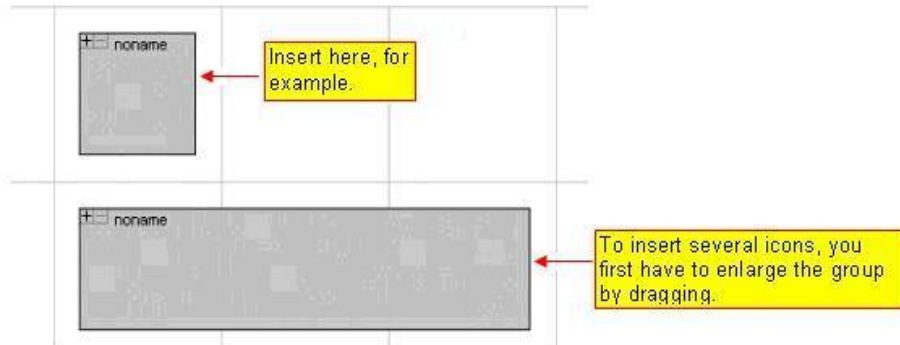 noname
Insert here, for
example.
noname
To insert several icons, you
first have to enlarge the group
by dragging.